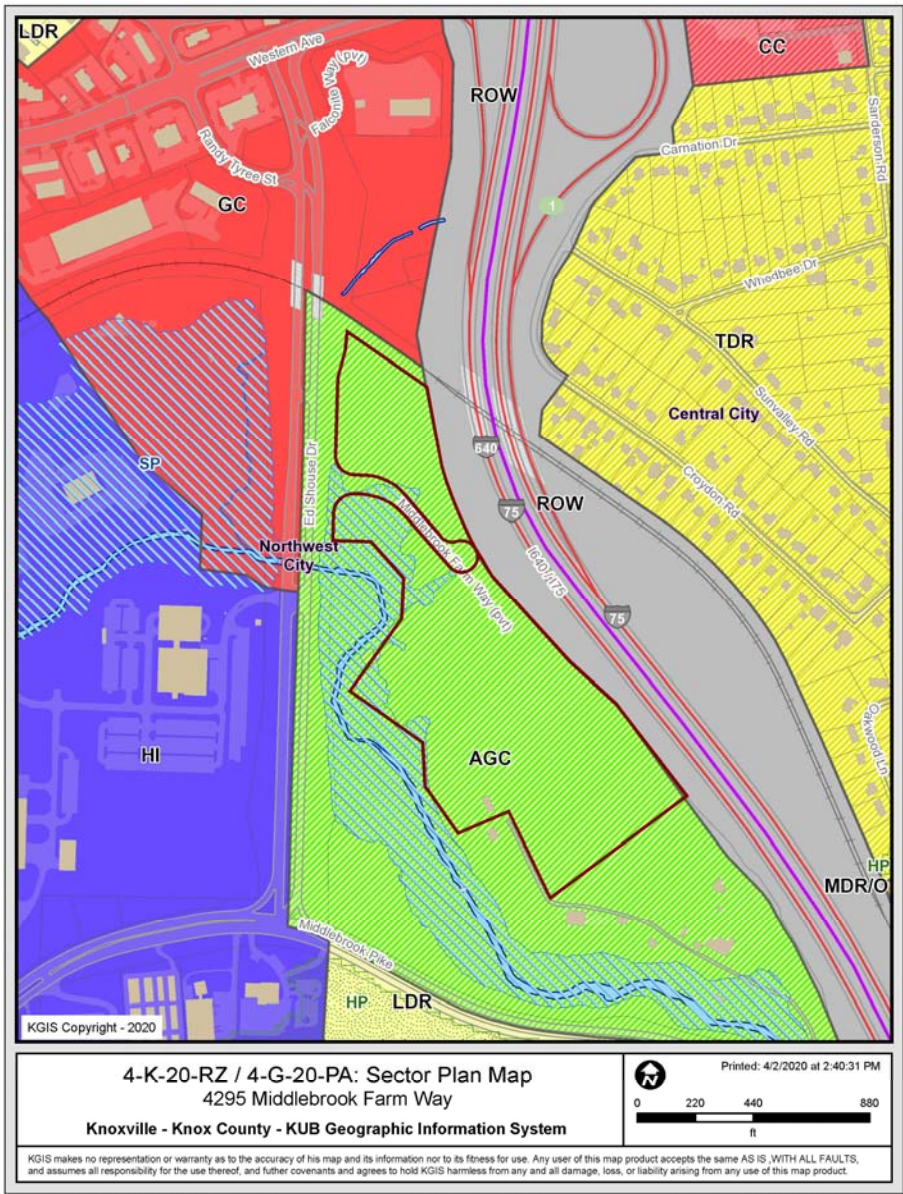 LDR
Western Ave
Falconite Way (pvt)
ROW
CC
Sanderson Rd
Carnation Dr
Randy Tyree St
GC
1
Whedbee Dr
TDR
Sunvalley Rd
Central City
640
SP
Ed Shouse Dr
Croydon Rd
75
ROW
Northwest
City
Middlebrook Farm Way (pvt)
I640/I75
75
Oakwood Ln
HI
AGC
HP
MDR/O
Middlebrook Pike
HP
LDR
KGIS Copyright - 2020
4-K-20-RZ / 4-G-20-PA: Sector Plan Map
4295 Middlebrook Farm Way
Knoxville - Knox County - KUB Geographic Information System
N
Printed: 4/2/2020 at 2:40:31 PM
0 220 440 880
ft
KGIS makes no representation or warranty as to the accuracy of his map and its information nor to its fitness for use. Any user of this map product accepts the same AS IS ,WITH ALL FAULTS,
and assumes all responsibility for the use thereof, and futher covenants and agrees to hold KGIS harmless from any and all damage, loss, or liability arising from any use of this map product.